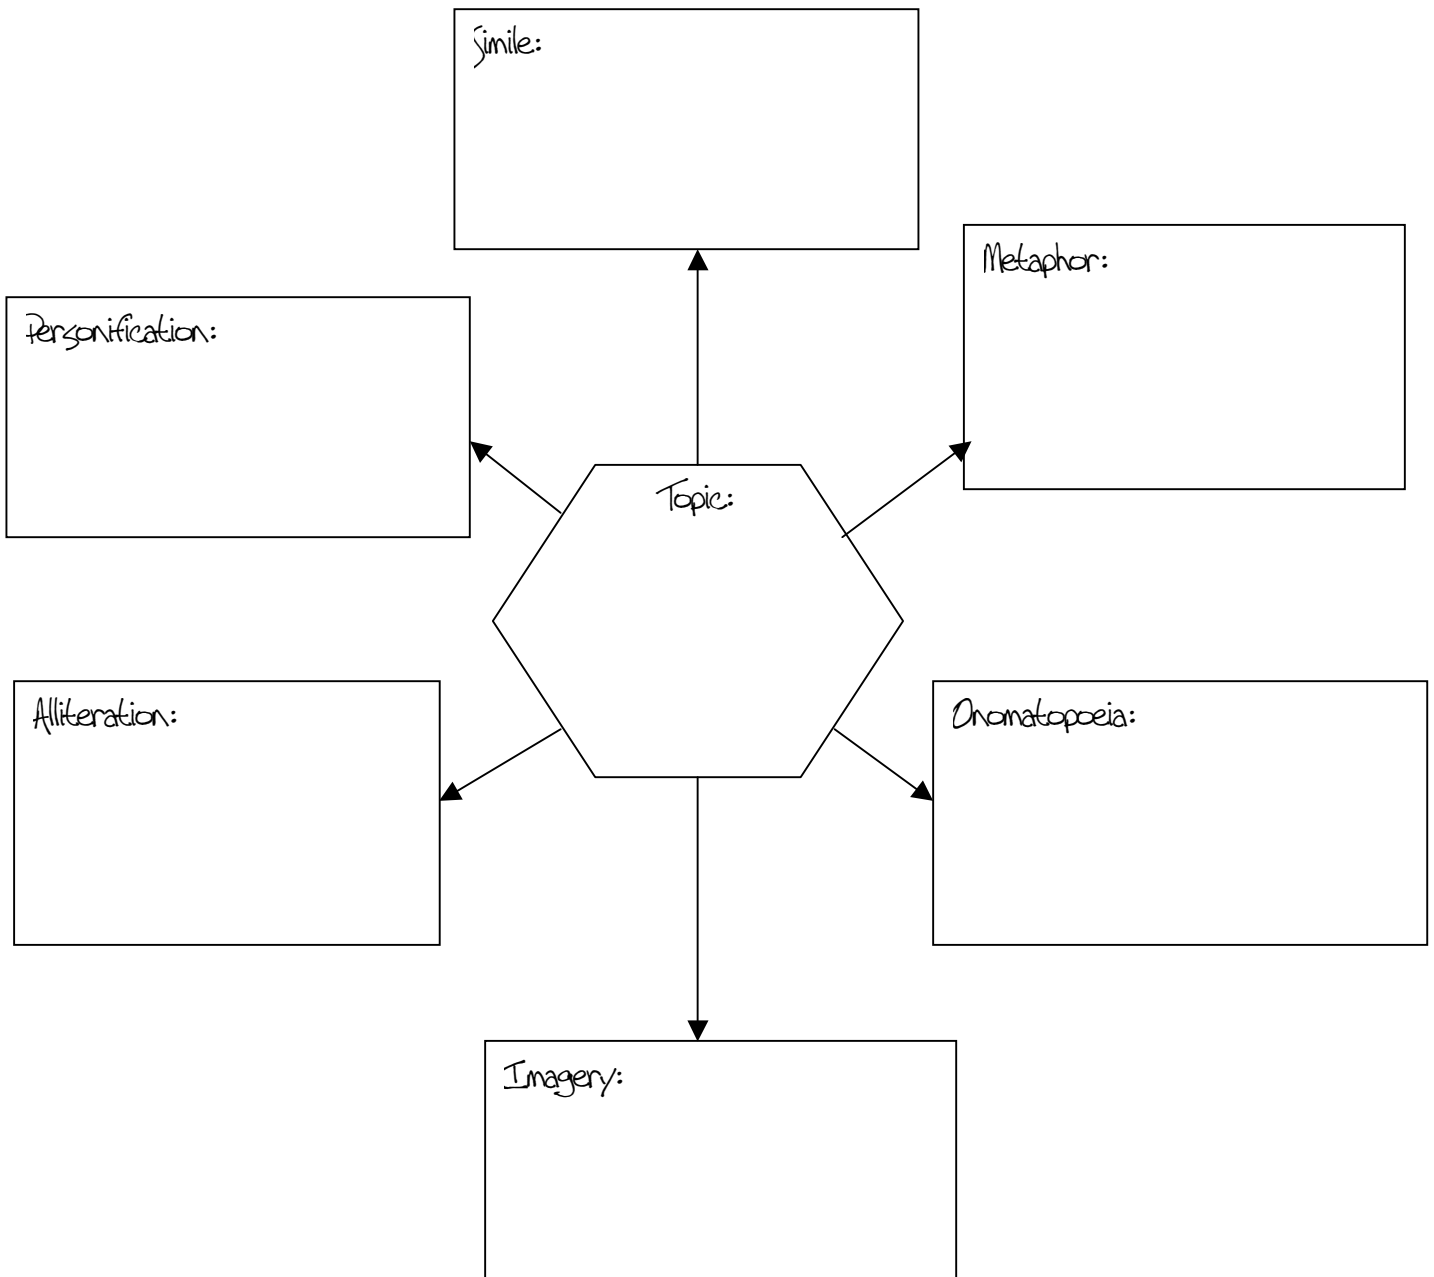 Simile:
Metaphor:
Personification:
Topic:
Alliteration:
Onomatopoeia:
Imagery: